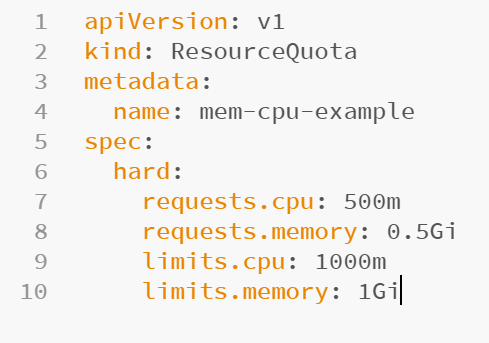 1 apiVersion: v1
2 kind: ResourceQuota
3 metadata:
4   name: mem-cpu-example
5 spec:
6   hard:
7     requests.cpu: 500m
8     requests.memory: 0.5Gi
9     limits.cpu: 1000m
10     limits.memory: 1Gi